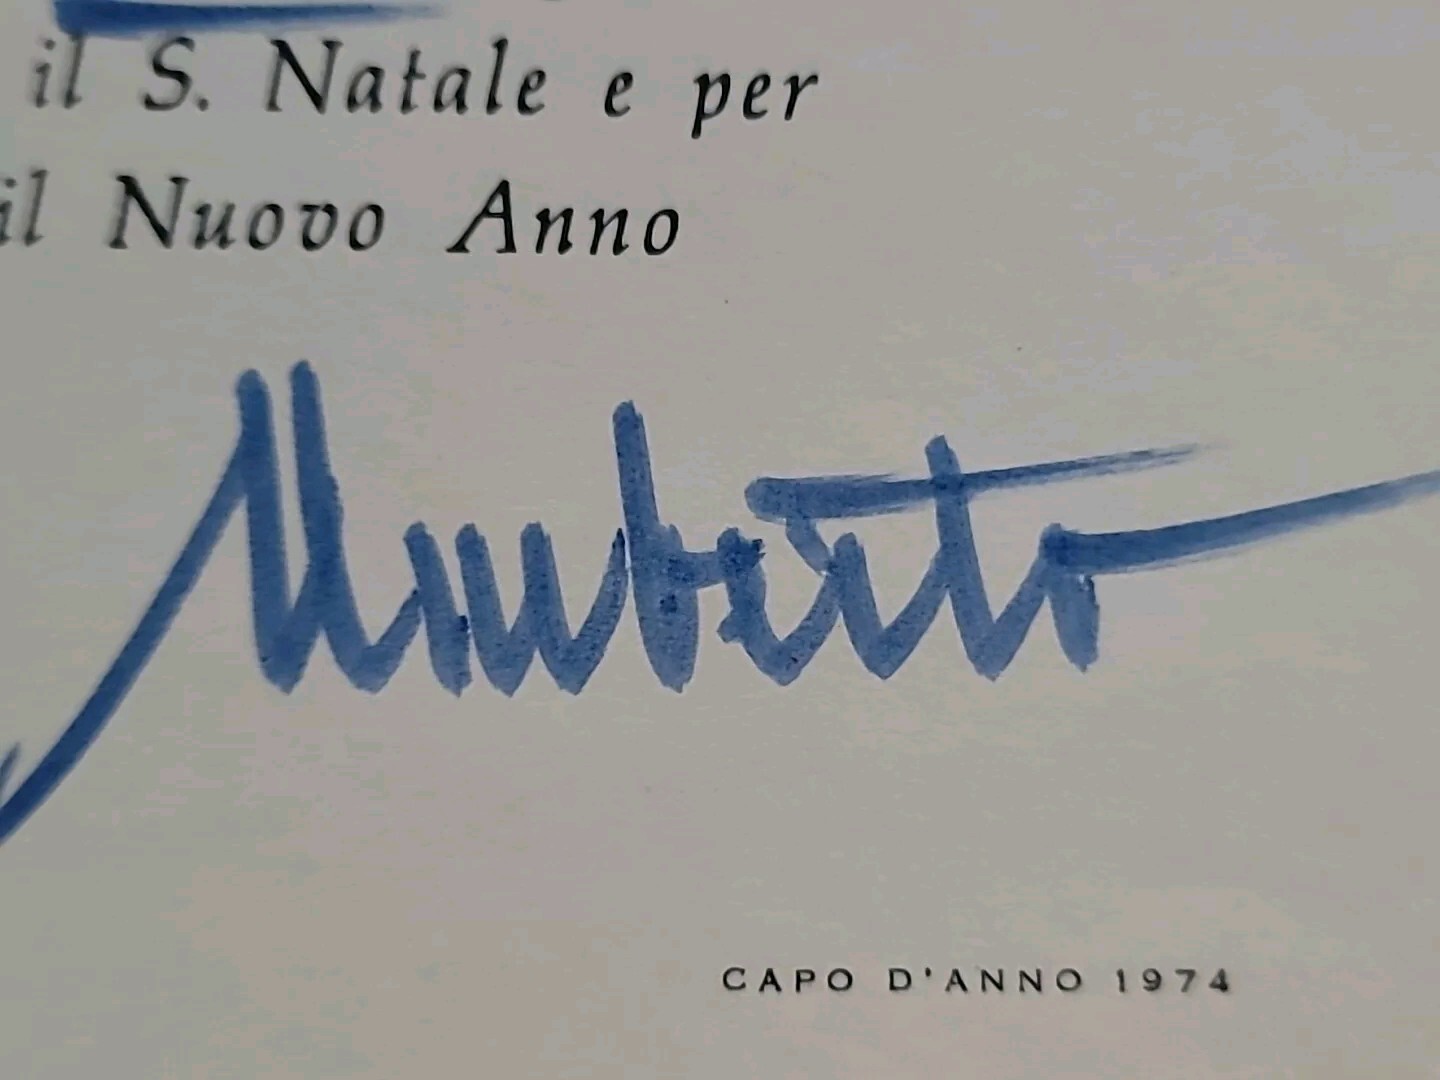 il S. Natale e per
il Nuovo Anno
Umberto
CAPO D'ANNO 1974